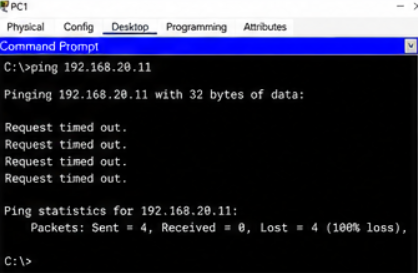 PC1
Physical Config Desktop Programming Attributes
Command Prompt
C:\>ping 192.168.20.11
Pinging 192.168.20.11 with 32 bytes of data:
Request timed out.
Request timed out.
Request timed out.
Request timed out.
Ping statistics for 192.168.20.11:
Packets: Sent = 4, Received = 0, Lost = 4 (100% loss),
C:\>